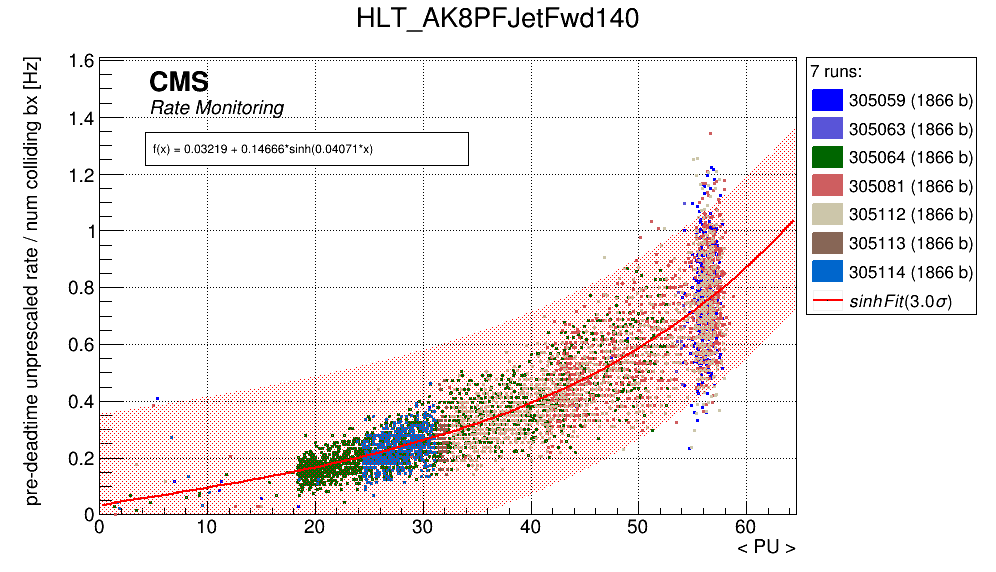 HLT_AK8PFJetFwd140
pre-deadtime unprescaled rate / num colliding bx [Hz]
CMS
Rate Monitoring
f(x) = 0.03219 + 0.14666*sinh(0.04071*x)
1.6
1.4
1.2
1
0.8
0.6
0.4
0.2
0
0 10 20 30 40 50 60
< PU >
7 runs:
305059 (1866 b)
305063 (1866 b)
305064 (1866 b)
305081 (1866 b)
305112 (1866 b)
305113 (1866 b)
305114 (1866 b)
sinhFit(3.0σ)